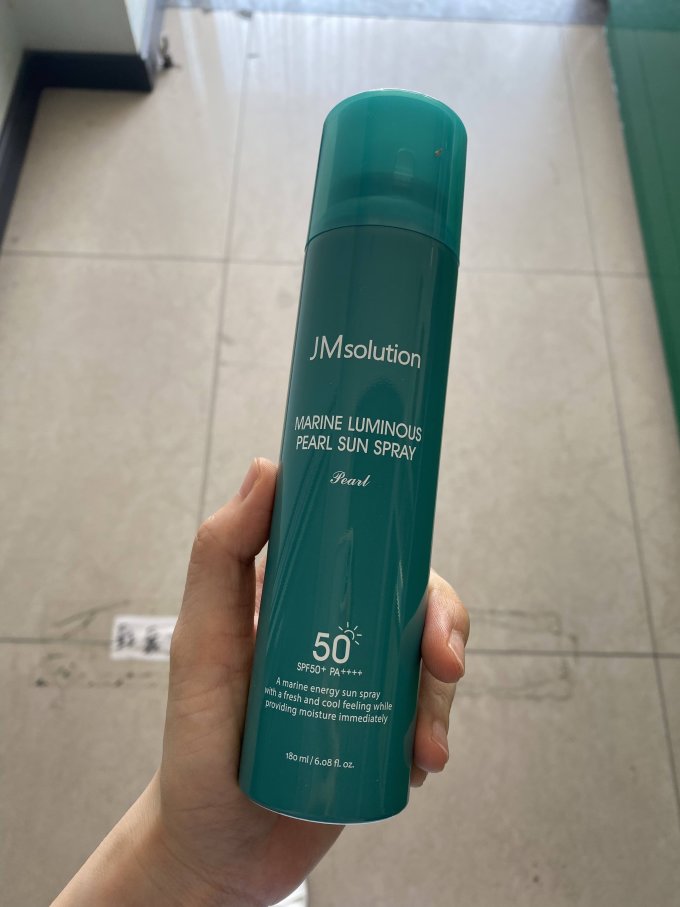 JMsolution
MARINE LUMINOUS
PEARL SUN SPRAY
Pearl
50
SPF50+ PA++++
A marine energy sun spray
with a fresh and cool feeling while
providing moisture immediately
180 ml / 6.08 fl. oz.